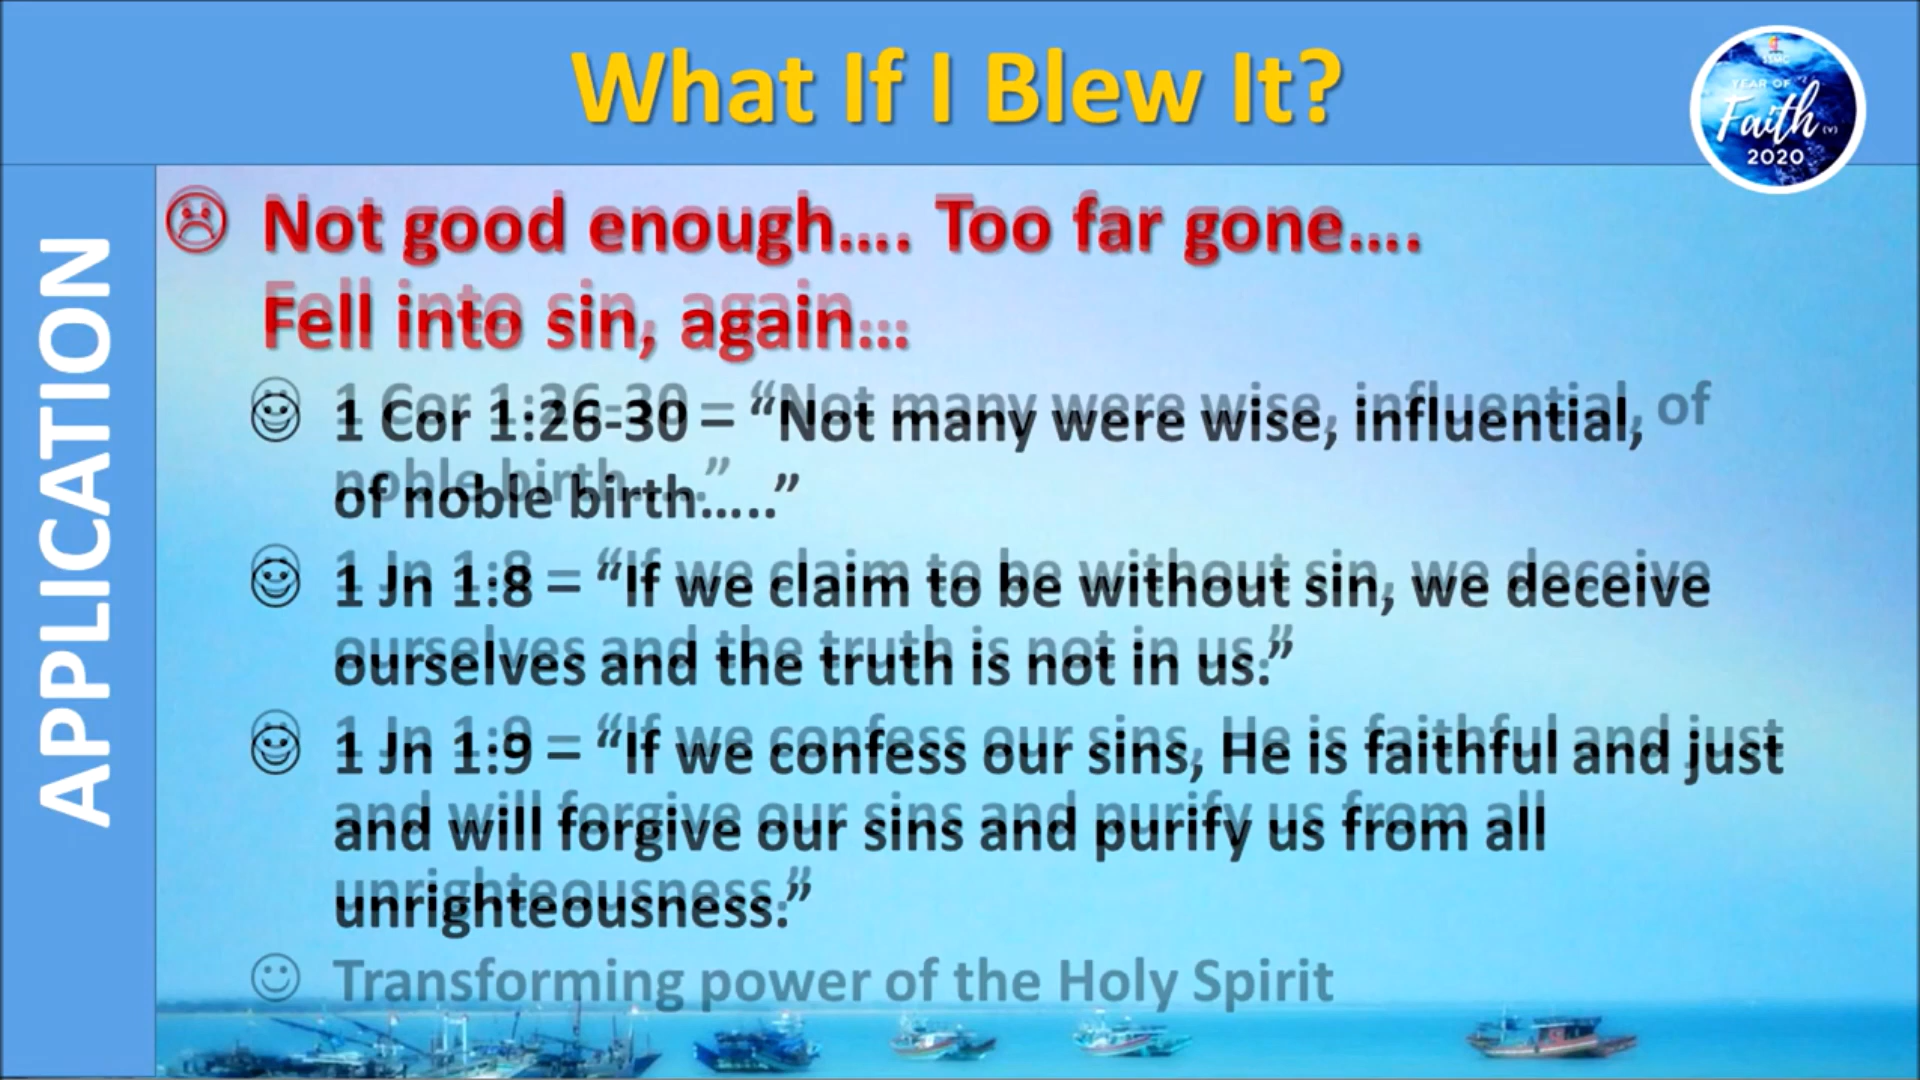 What If I Blew It?
YEAR OF
Faith (v)
2020
APPLICATION
Not good enough.... Too far gone....
Fell into sin, again...
1 Cor 1:26-30 = “Not many were wise, influential,
of noble birth.....”
1 Jn 1:8 = “If we claim to be without sin, we deceive
ourselves and the truth is not in us.”
1 Jn 1:9 = “If we confess our sins, He is faithful and just
and will forgive our sins and purify us from all
unrighteousness.”
Transforming power of the Holy Spirit